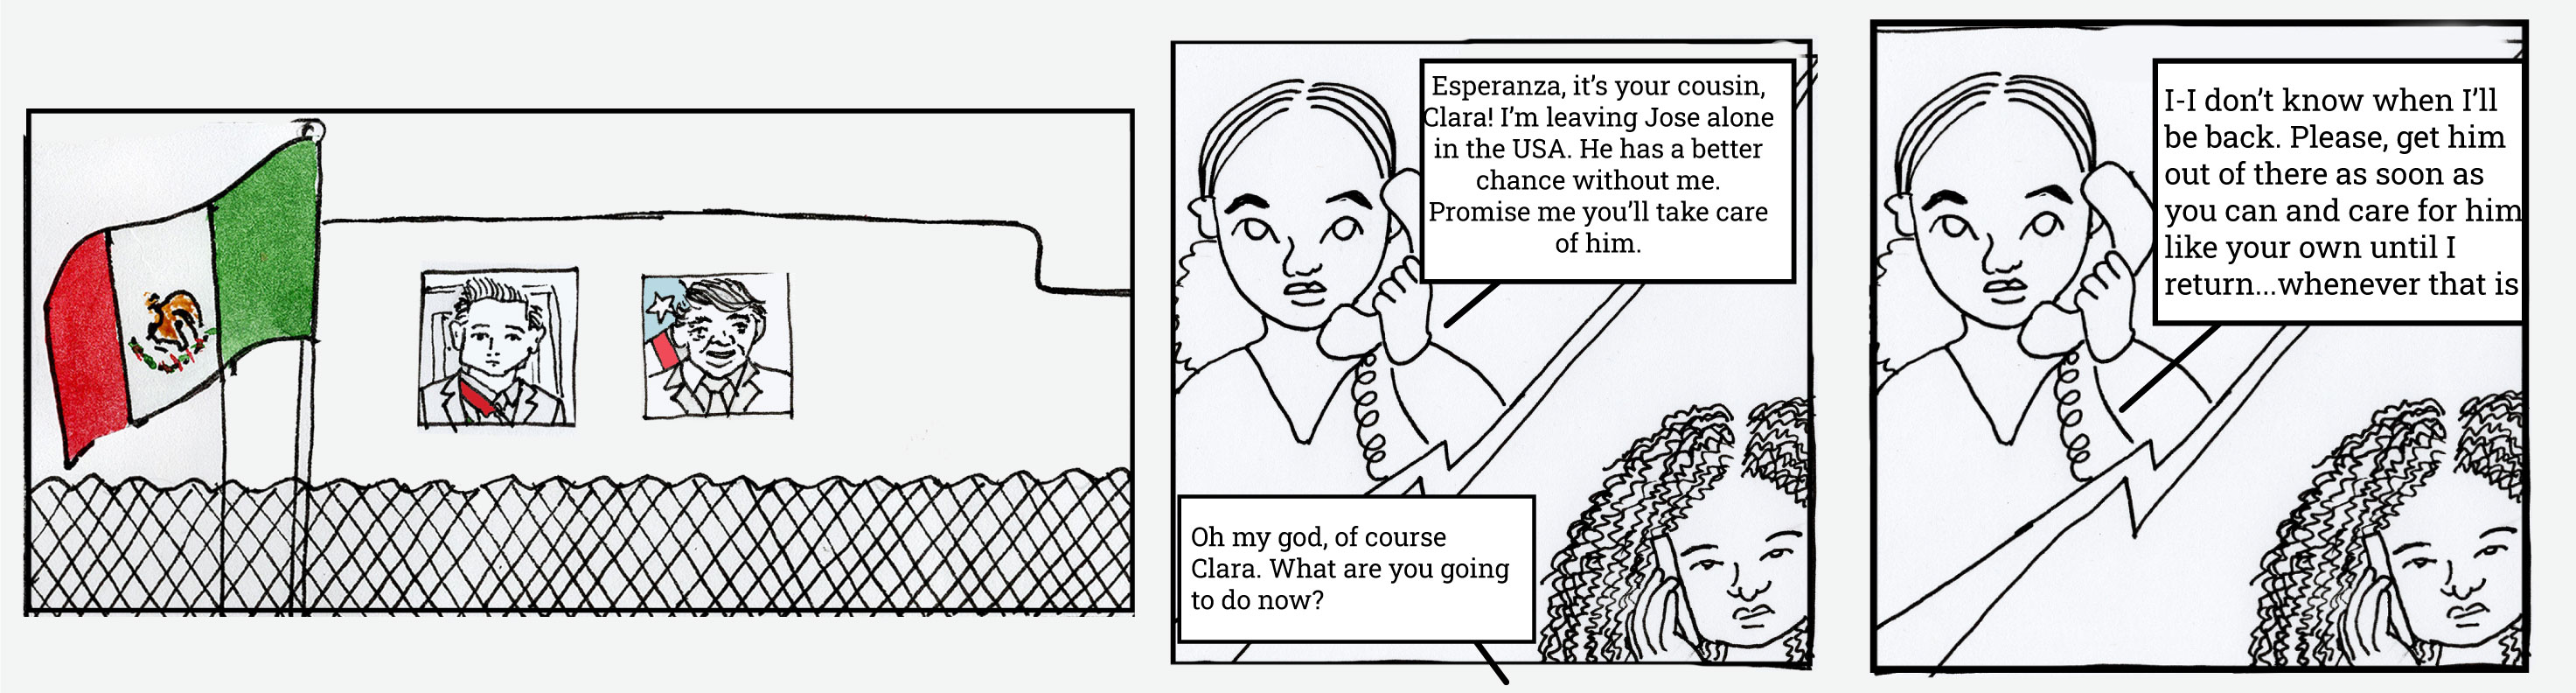 Esperanza, it’s your cousin,
Clara! I’m leaving Jose alone
in the USA. He has a better
chance without me.
Promise me you’ll take care
of him.
Oh my god, of course
Clara. What are you going
to do now?
I-I don’t know when I’ll
be back. Please, get him
out of there as soon as
you can and care for him
like your own until I
return...whenever that is